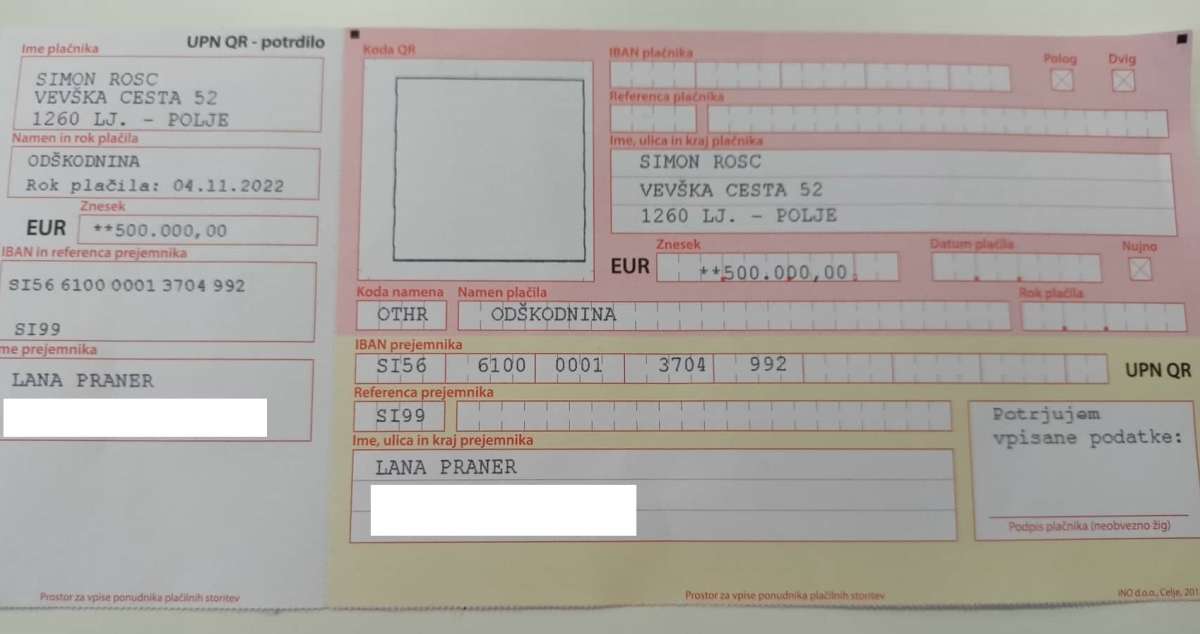 UPN QR - potrdilo
Ime plačnika
SIMON ROSC
VEVŠKA CESTA 52
1260 LJ. - POLJE
Namen in rok plačila
ODŠKODNINA
Rok plačila: 04.11.2022
Znesek
EUR **500.000,00
IBAN in referenca prejemnika
SI56 6100 0001 3704 992
SI99
me prejemnika
LANA PRANER
Prostor za vpise ponudnika plačilnih storitev
Koda QR
IBAN plačnika
Polog
Dvig
Referenca plačnika
Ime, ulica in kraj plačnika
SIMON ROSC
VEVŠKA CESTA 52
1260 LJ. - POLJE
Znesek
Datum plačila
Nujno
EUR **500.000,00
Koda namena
Namen plačila
Rok plačila
OTHR ODŠKODNINA
IBAN prejemnika
SI56 6100 0001 3704 992
UPN QR
Referenca prejemnika
SI99
Ime, ulica in kraj prejemnika
LANA PRANER
Potrjujem
vpisane podatke:
Podpis plačnika (neobvezno žig)
Prostor za vpise ponudnika plačilnih storitev
INO d.o.o., Celje, 201